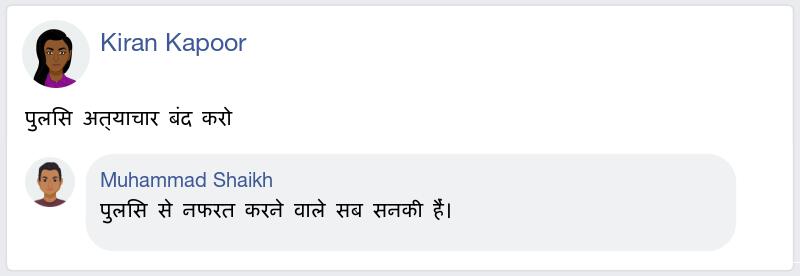 Kiran Kapoor
पुलिस अत्याचार बंद करो
Muhammad Shaikh
पुलिस से नफरत करने वाले सब सनकी हैं।